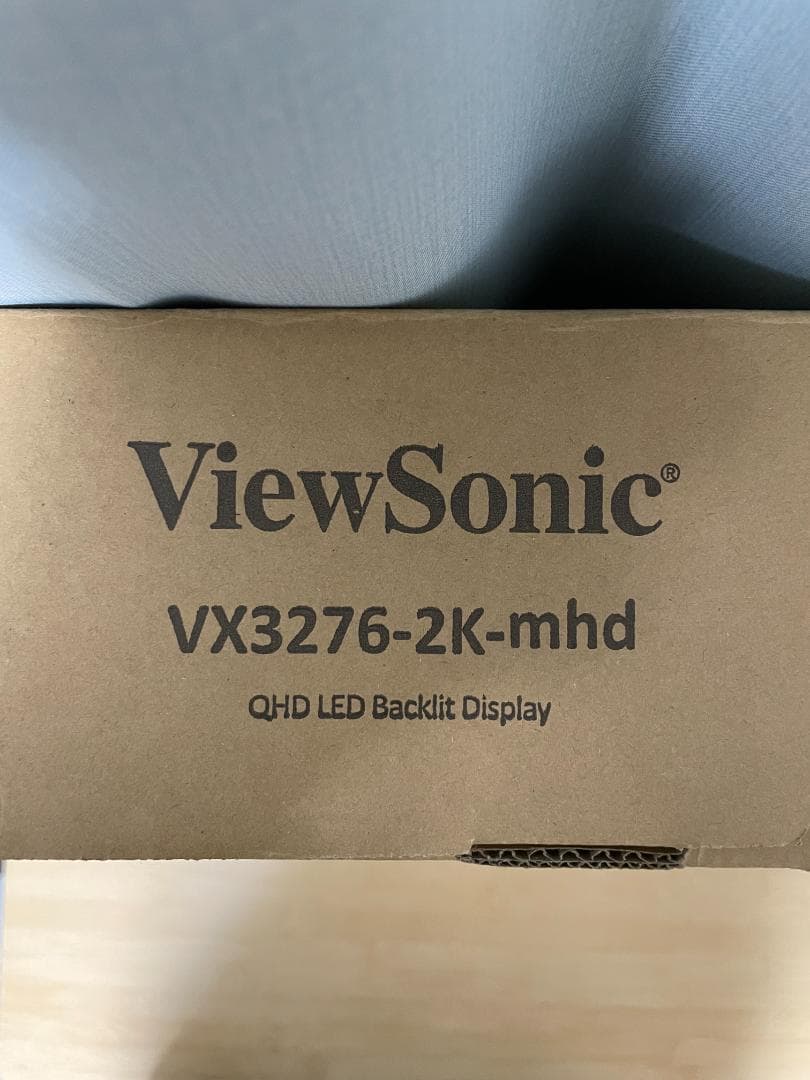 ViewSonic®
VX3276-2K-mhd
QHD LED Backlit Display